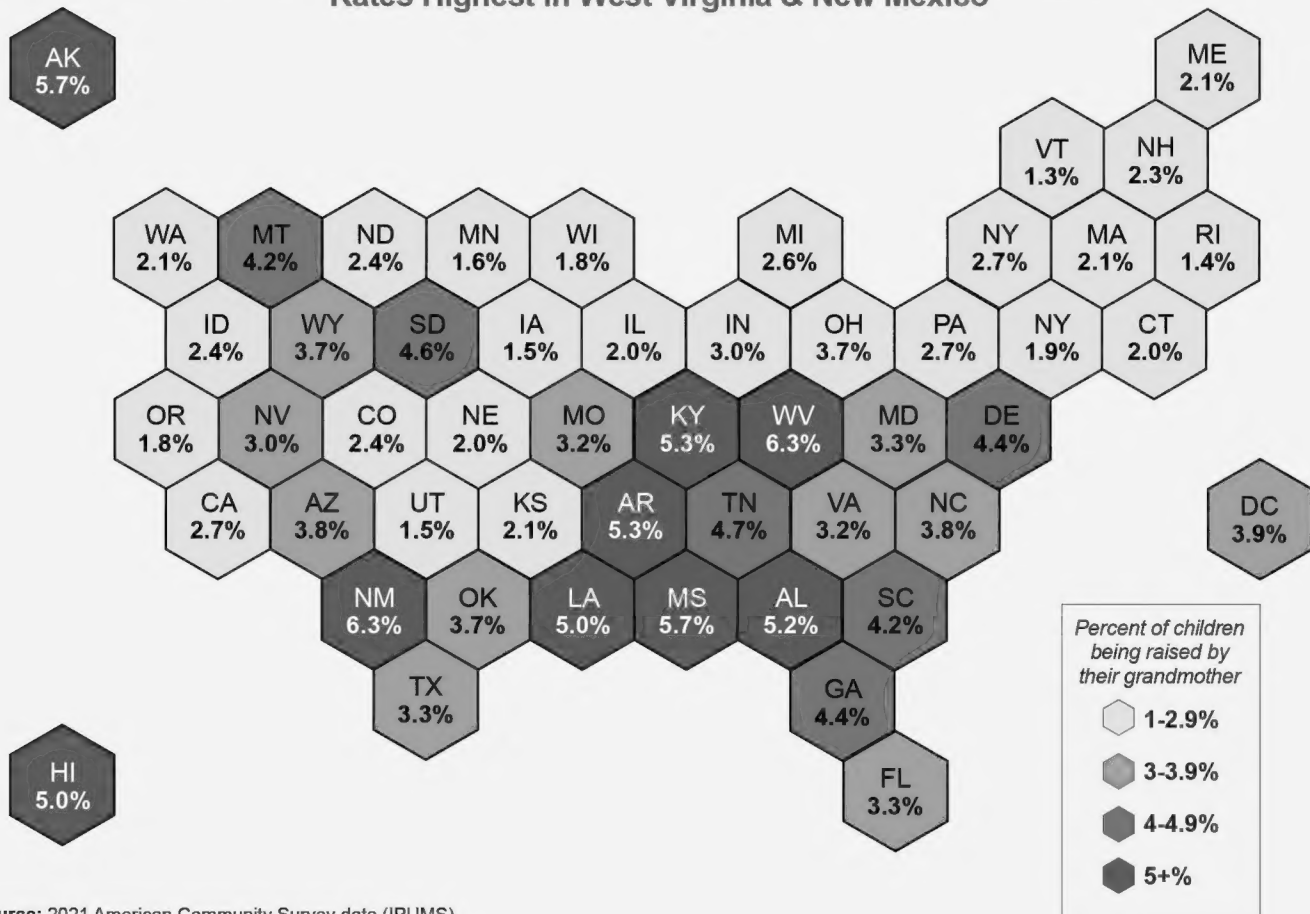 Rates Highest in West Virginia & New Mexico
AK
5.7%
ME
2.1%
VT
1.3%
NH
2.3%
WA
2.1%
MT
4.2%
ND
2.4%
MN
1.6%
WI
1.8%
MI
2.6%
NY
2.7%
MA
2.1%
RI
1.4%
ID
2.4%
WY
3.7%
SD
4.6%
IA
1.5%
IL
2.0%
IN
3.0%
OH
3.7%
PA
2.7%
NY
1.9%
CT
2.0%
OR
1.8%
NV
3.0%
CO
2.4%
NE
2.0%
MO
3.2%
KY
5.3%
WV
6.3%
MD
3.3%
DE
4.4%
CA
2.7%
AZ
3.8%
UT
1.5%
KS
2.1%
AR
5.3%
TN
4.7%
VA
3.2%
NC
3.8%
DC
3.9%
NM
6.3%
OK
3.7%
LA
5.0%
MS
5.7%
AL
5.2%
SC
4.2%
TX
3.3%
GA
4.4%
HI
5.0%
FL
3.3%
Percent of children
being raised by
their grandmother
1-2.9%
3-3.9%
4-4.9%
5+%
2021 American Community Survey data (IPUMS)